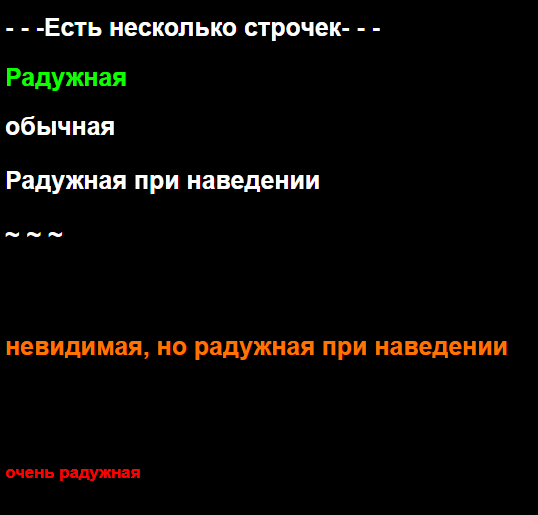 - - -Есть несколько строчек- - -
Радужная
обычная
Радужная при наведении
~ ~ ~
невидимая, но радужная при наведении
очень радужная